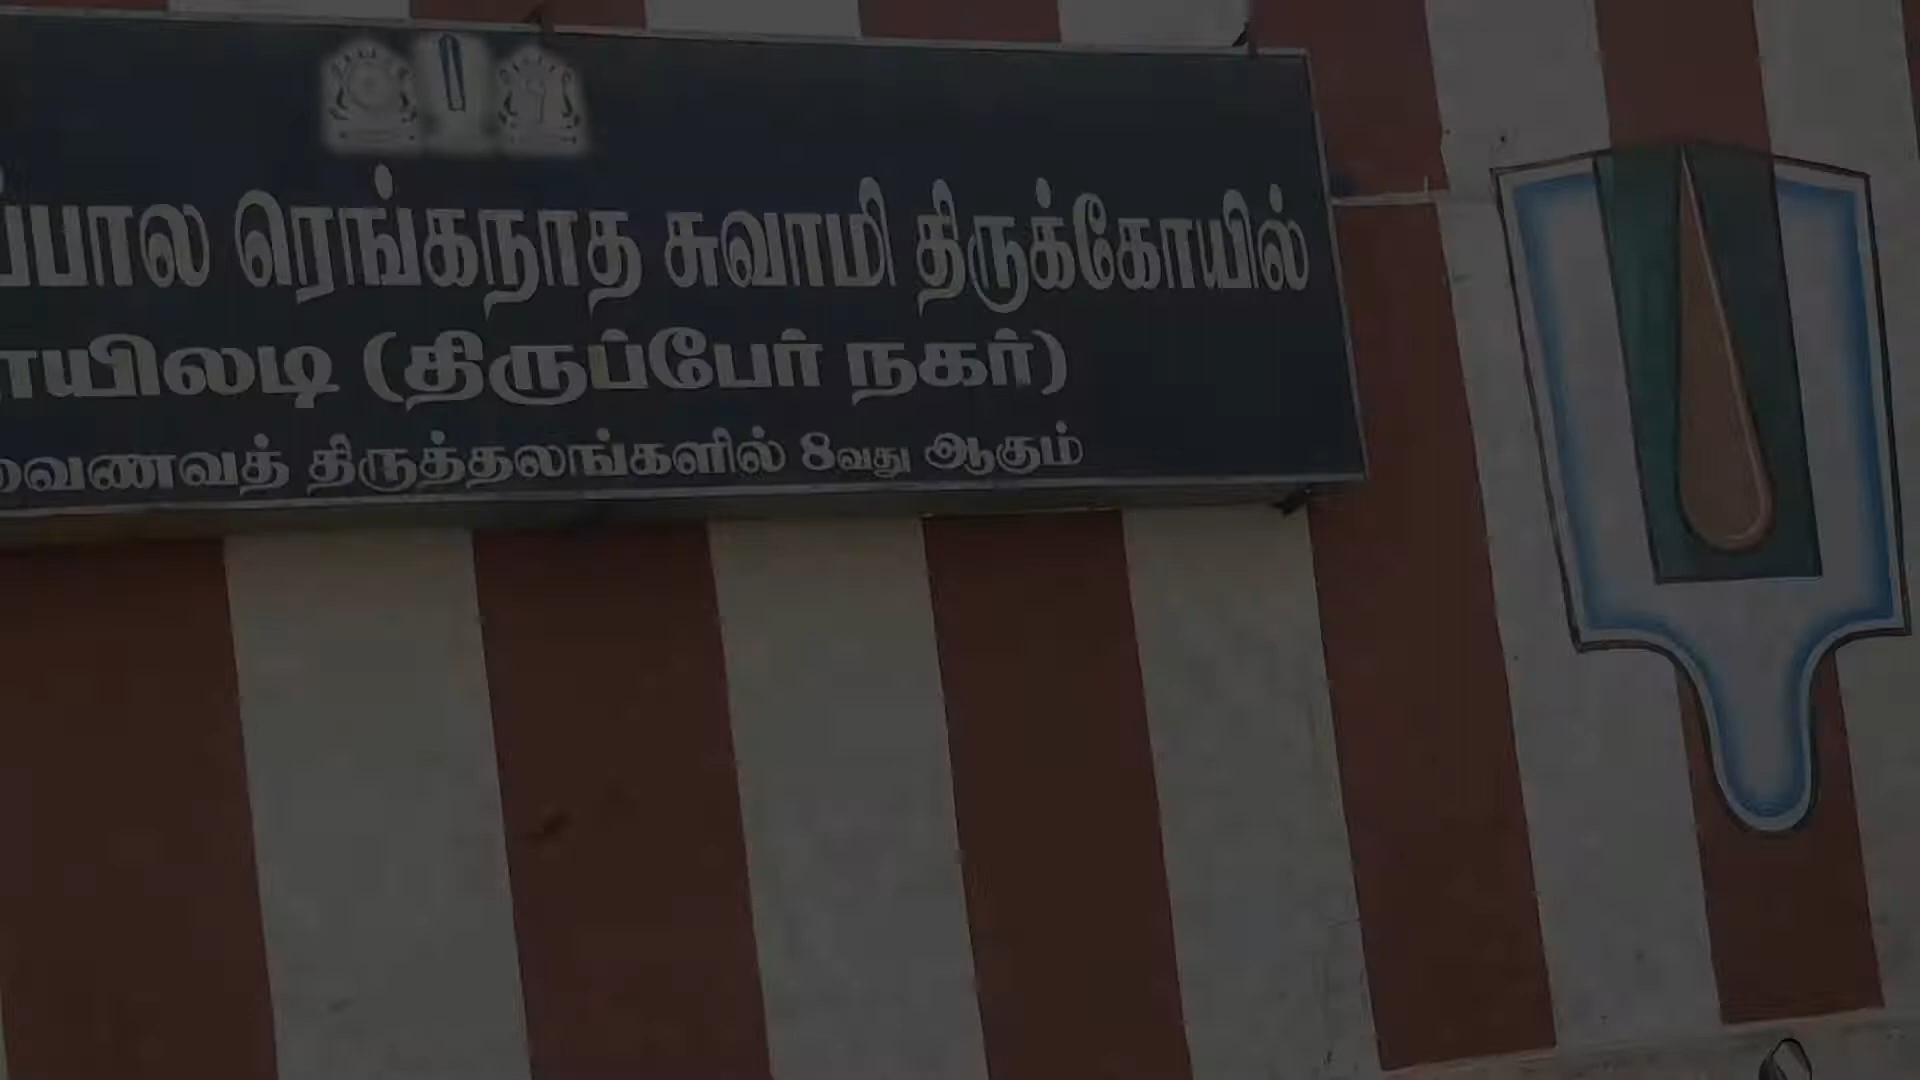 ப்பால ரெங்கநாத சுவாமி திருக்கோயில்
யிலடி (திருப்பேர் நகர்)
வைணவத் திருத்தலங்களில் 8வது ஆகும்